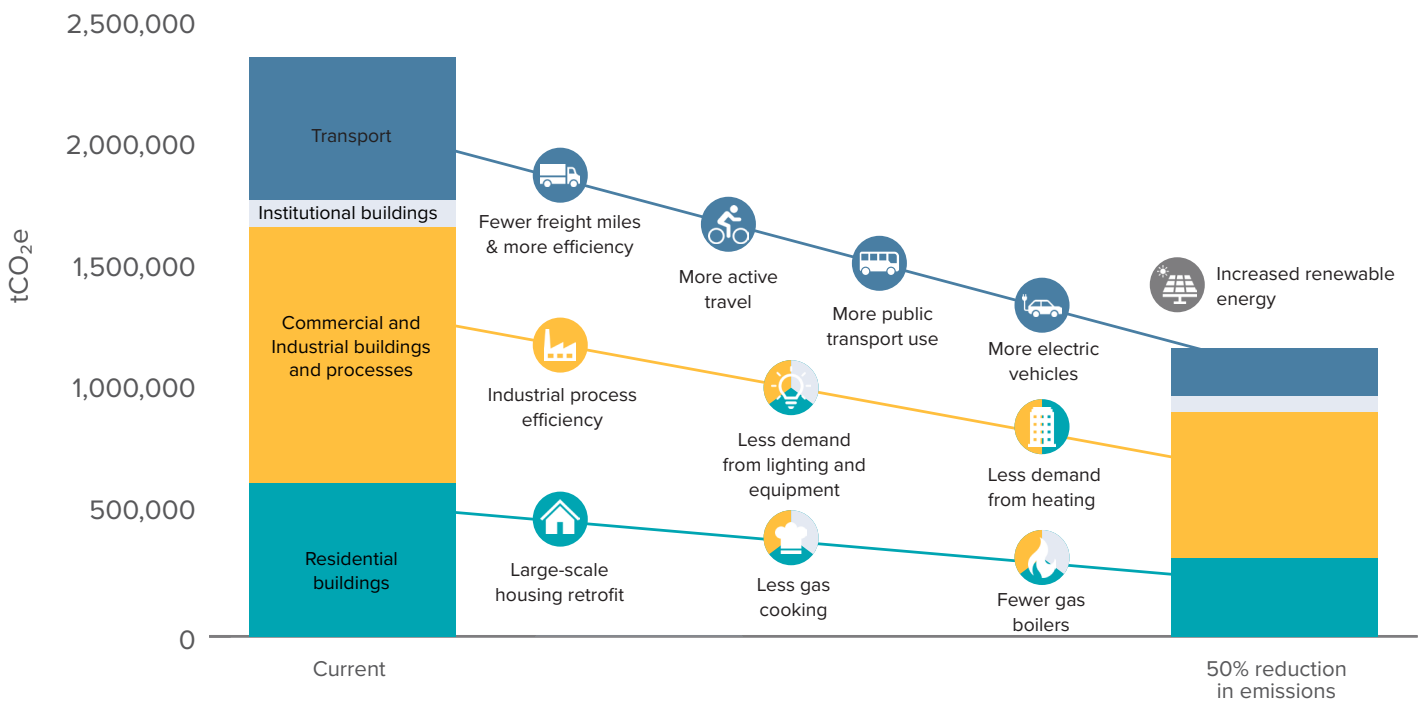 2,500,000
2,000,000
1,500,000
1,000,000
500,000
0
tCO₂e
Transport
Institutional buildings
Commercial and
Industrial buildings
and processes
Residential
buildings
Fewer freight miles
& more efficiency
More active
travel
More public
transport use
More electric
vehicles
Increased renewable
energy
Industrial process
efficiency
Less demand
from lighting and
equipment
Less demand
from heating
Large-scale
housing retrofit
Less gas
cooking
Fewer gas
boilers
Current
50% reduction
in emissions